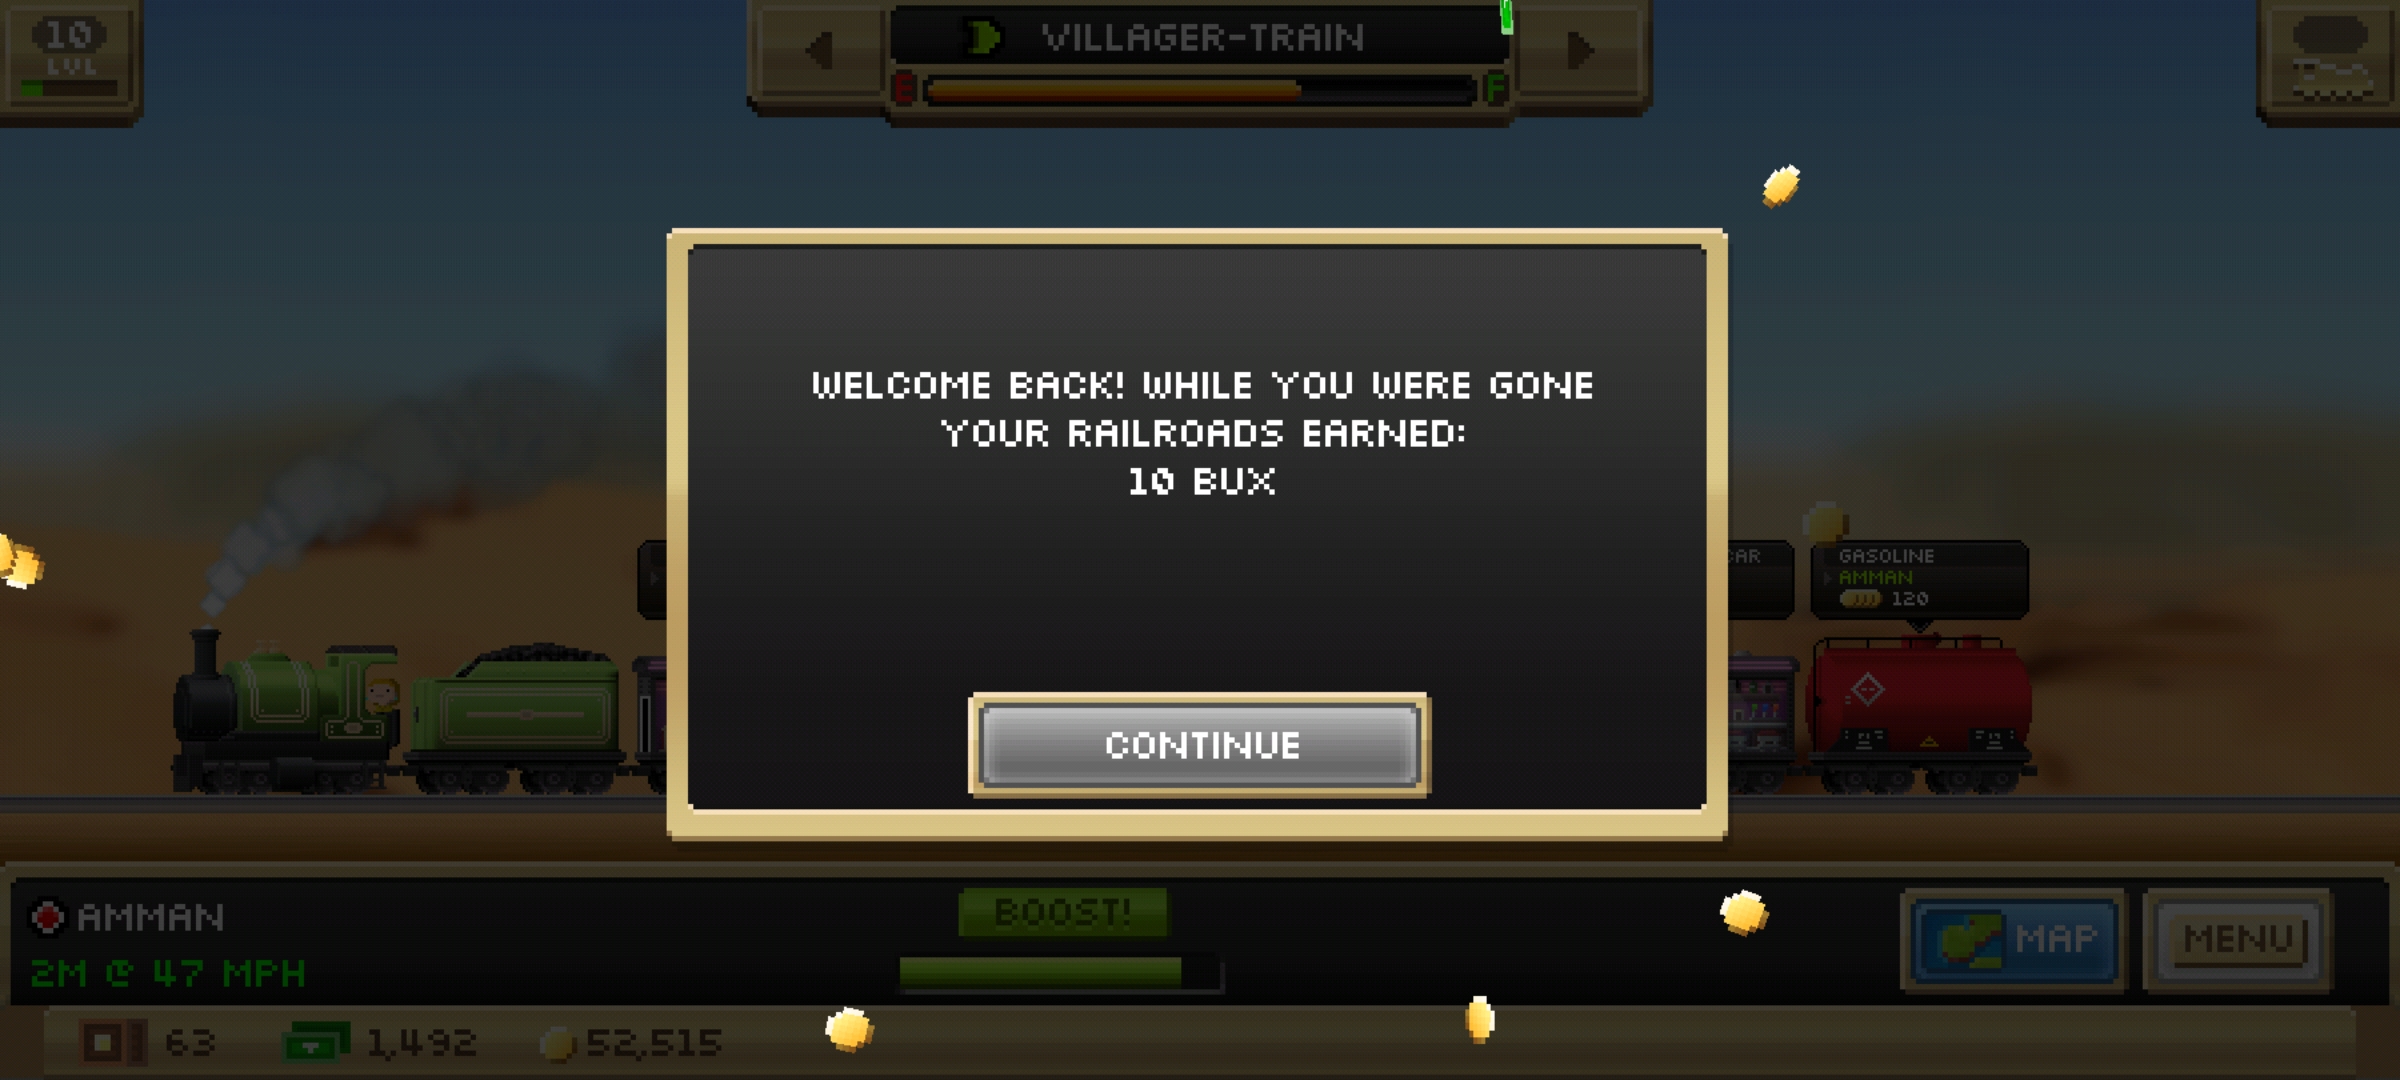 10
LVL
VILLAGER-TRAIN
E
F
WELCOME BACK! WHILE YOU WERE GONE
YOUR RAILROADS EARNED:
10 BUX
CONTINUE
CAR
GASOLINE
AMMAN
120
AMMAN
2M @ 47 MPH
BOOST!
MAP
MENU
63
1,492
52,515